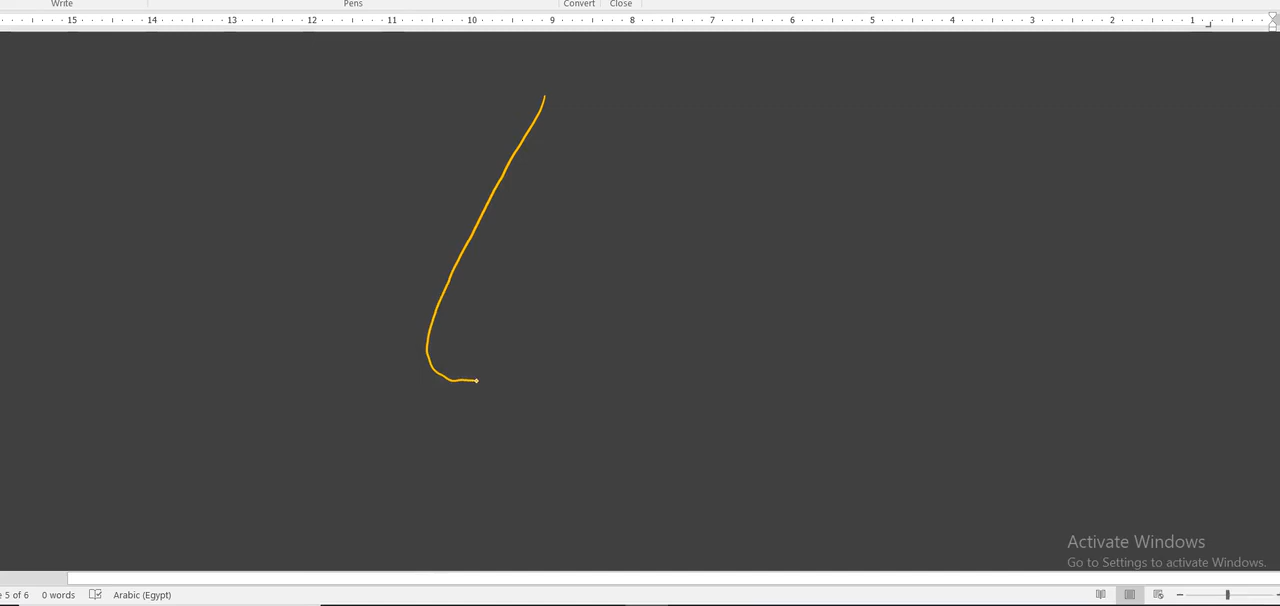 Write Pens Convert Close
15 14 13 12 11 10 9 8 7 6 5 4 3 2 1
Activate Windows
Go to Settings to activate Windows.
5 of 6 0 words Arabic (Egypt)